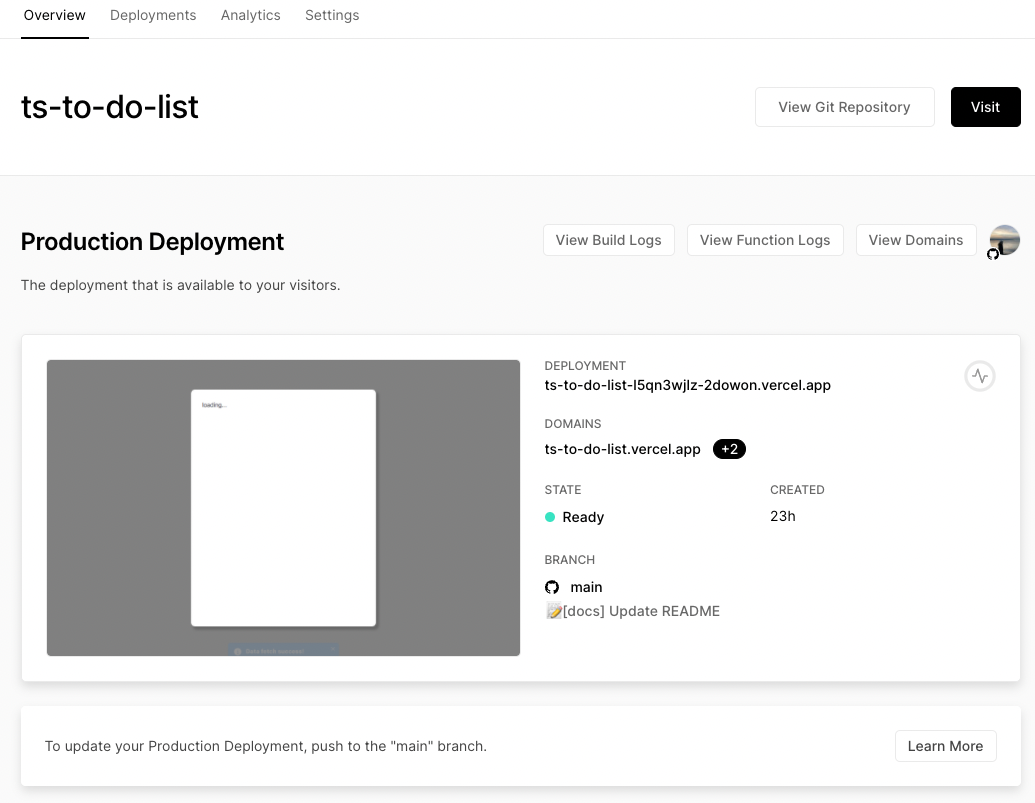 Overview Deployments Analytics Settings
ts-to-do-list
View Git Repository
Visit
Production Deployment
View Build Logs
View Function Logs
View Domains
The deployment that is available to your visitors.
loading...
DEPLOYMENT
ts-to-do-list-l5qn3wjlz-2dowon.vercel.app
DOMAINS
ts-to-do-list.vercel.app +2
STATE CREATED
Ready 23h
BRANCH
main
[docs] Update README
To update your Production Deployment, push to the "main" branch.
Learn More